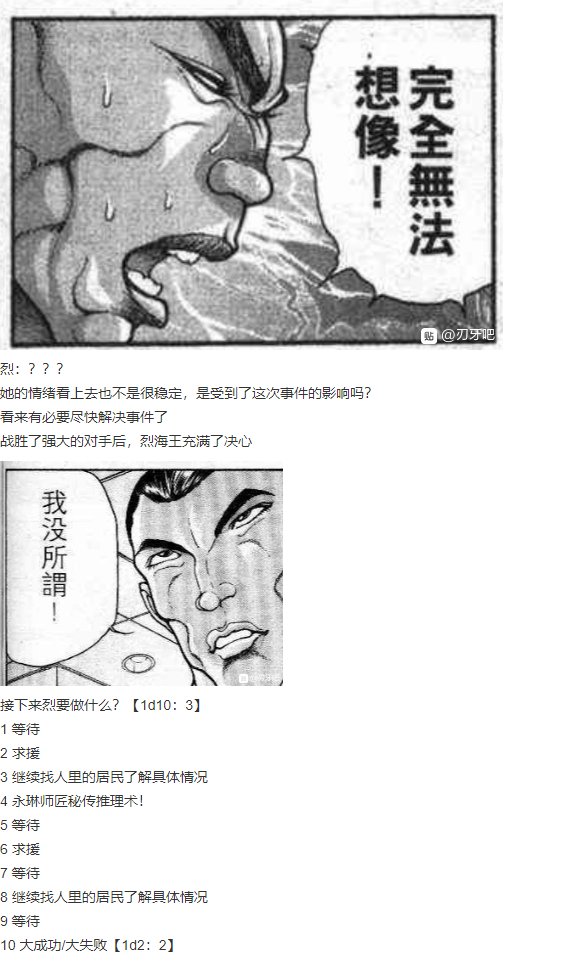 完全無法
想像！
貼 @刃牙吧
烈：？？？
她的情绪看上去也不是很稳定，是受到了这次事件的影响吗？
看来有必要尽快解决事件了
战胜了强大的对手后，烈海王充满了决心
我没所謂！
接下来烈要做什么？【1d10：3】
1 等待
2 求援
3 继续找人里的居民了解具体情况
4 永琳师匠秘传推理术！
5 等待
6 求援
7 等待
8 继续找人里的居民了解具体情况
9 等待
10 大成功/大失败【1d2：2】